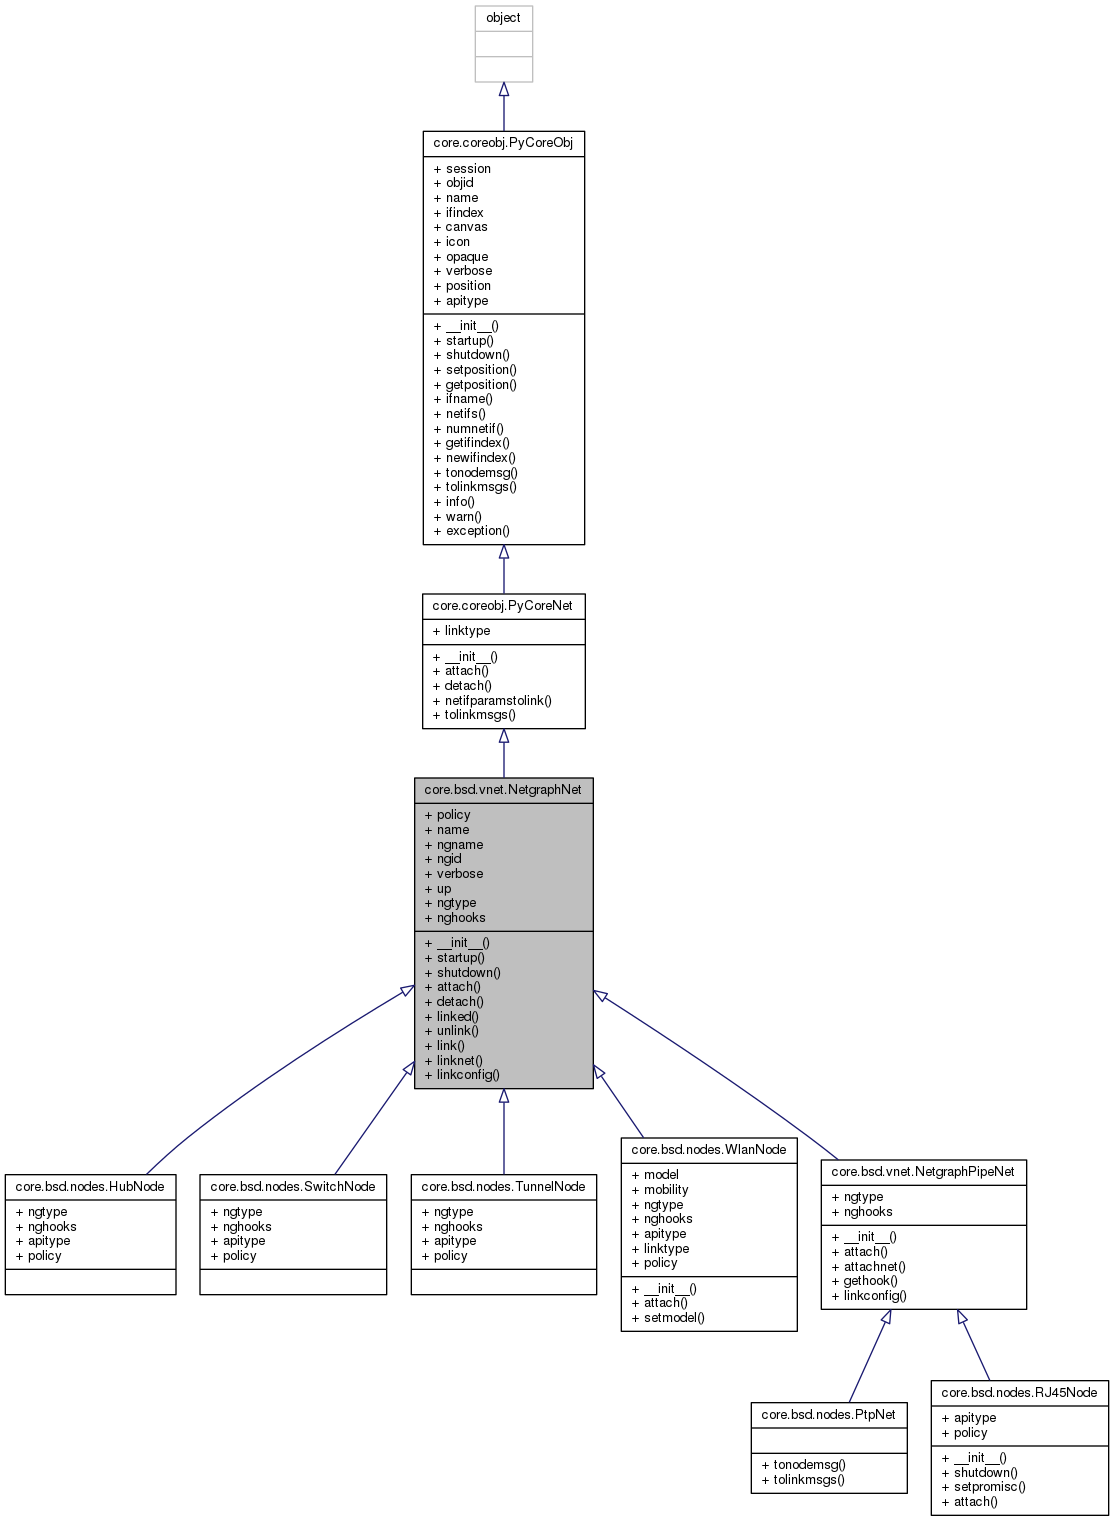 object
core.coreobj.PyCoreObj
+ session
+ objid
+ name
+ ifindex
+ canvas
+ icon
+ opaque
+ verbose
+ position
+ apitype
+ __init__()
+ startup()
+ shutdown()
+ setposition()
+ getposition()
+ ifname()
+ netifs()
+ numnetif()
+ getifindex()
+ newifindex()
+ tonodemsg()
+ tolinkmsgs()
+ info()
+ warn()
+ exception()
core.coreobj.PyCoreNet
+ linktype
+ __init__()
+ attach()
+ detach()
+ netifparamstolink()
+ tolinkmsgs()
core.bsd.vnet.NetgraphNet
+ policy
+ name
+ ngname
+ ngid
+ verbose
+ up
+ ngtype
+ nghooks
+ __init__()
+ startup()
+ shutdown()
+ attach()
+ detach()
+ linked()
+ unlink()
+ link()
+ linknet()
+ linkconfig()
core.bsd.nodes.HubNode
+ ngtype
+ nghooks
+ apitype
+ policy
core.bsd.nodes.SwitchNode
+ ngtype
+ nghooks
+ apitype
+ policy
core.bsd.nodes.TunnelNode
+ ngtype
+ nghooks
+ apitype
+ policy
core.bsd.nodes.WlanNode
+ model
+ mobility
+ ngtype
+ nghooks
+ apitype
+ linktype
+ policy
+ __init__()
+ attach()
+ setmodel()
core.bsd.vnet.NetgraphPipeNet
+ ngtype
+ nghooks
+ __init__()
+ attach()
+ attachnet()
+ gethook()
+ linkconfig()
core.bsd.nodes.PtpNet
+ tonodemsg()
+ tolinkmsgs()
core.bsd.nodes.RJ45Node
+ apitype
+ policy
+ __init__()
+ shutdown()
+ setpromisc()
+ attach()